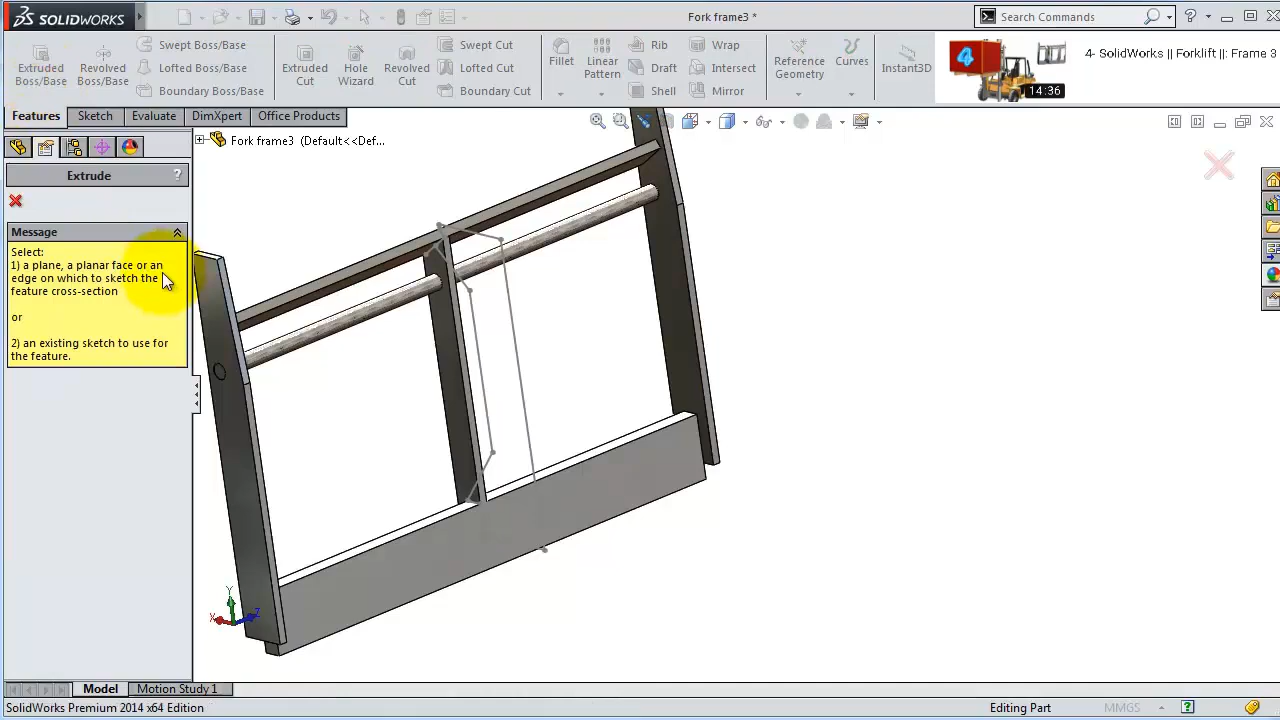 SOLIDWORKS
Fork frame3 *
Search Commands
?
Extruded
Boss/Base
Revolved
Boss/Base
Swept Boss/Base
Lofted Boss/Base
Boundary Boss/Base
Extruded
Cut
Hole
Wizard
Revolved
Cut
Swept Cut
Lofted Cut
Boundary Cut
Fillet
Linear
Pattern
Rib
Draft
Shell
Wrap
Intersect
Mirror
Reference
Geometry
Curves
Instant3D
4
14:36
4- SolidWorks || Forklift ||: Frame 3
Features
Sketch
Evaluate
DimXpert
Office Products
Fork frame3 (Default<<Def...
Extrude
?
Message
Select:
1) a plane, a planar face or an
edge on which to sketch the
feature cross-section
or
2) an existing sketch to use for
the feature.
Y
X
Z
Model
Motion Study 1
SolidWorks Premium 2014 x64 Edition
Editing Part
MMGS
?